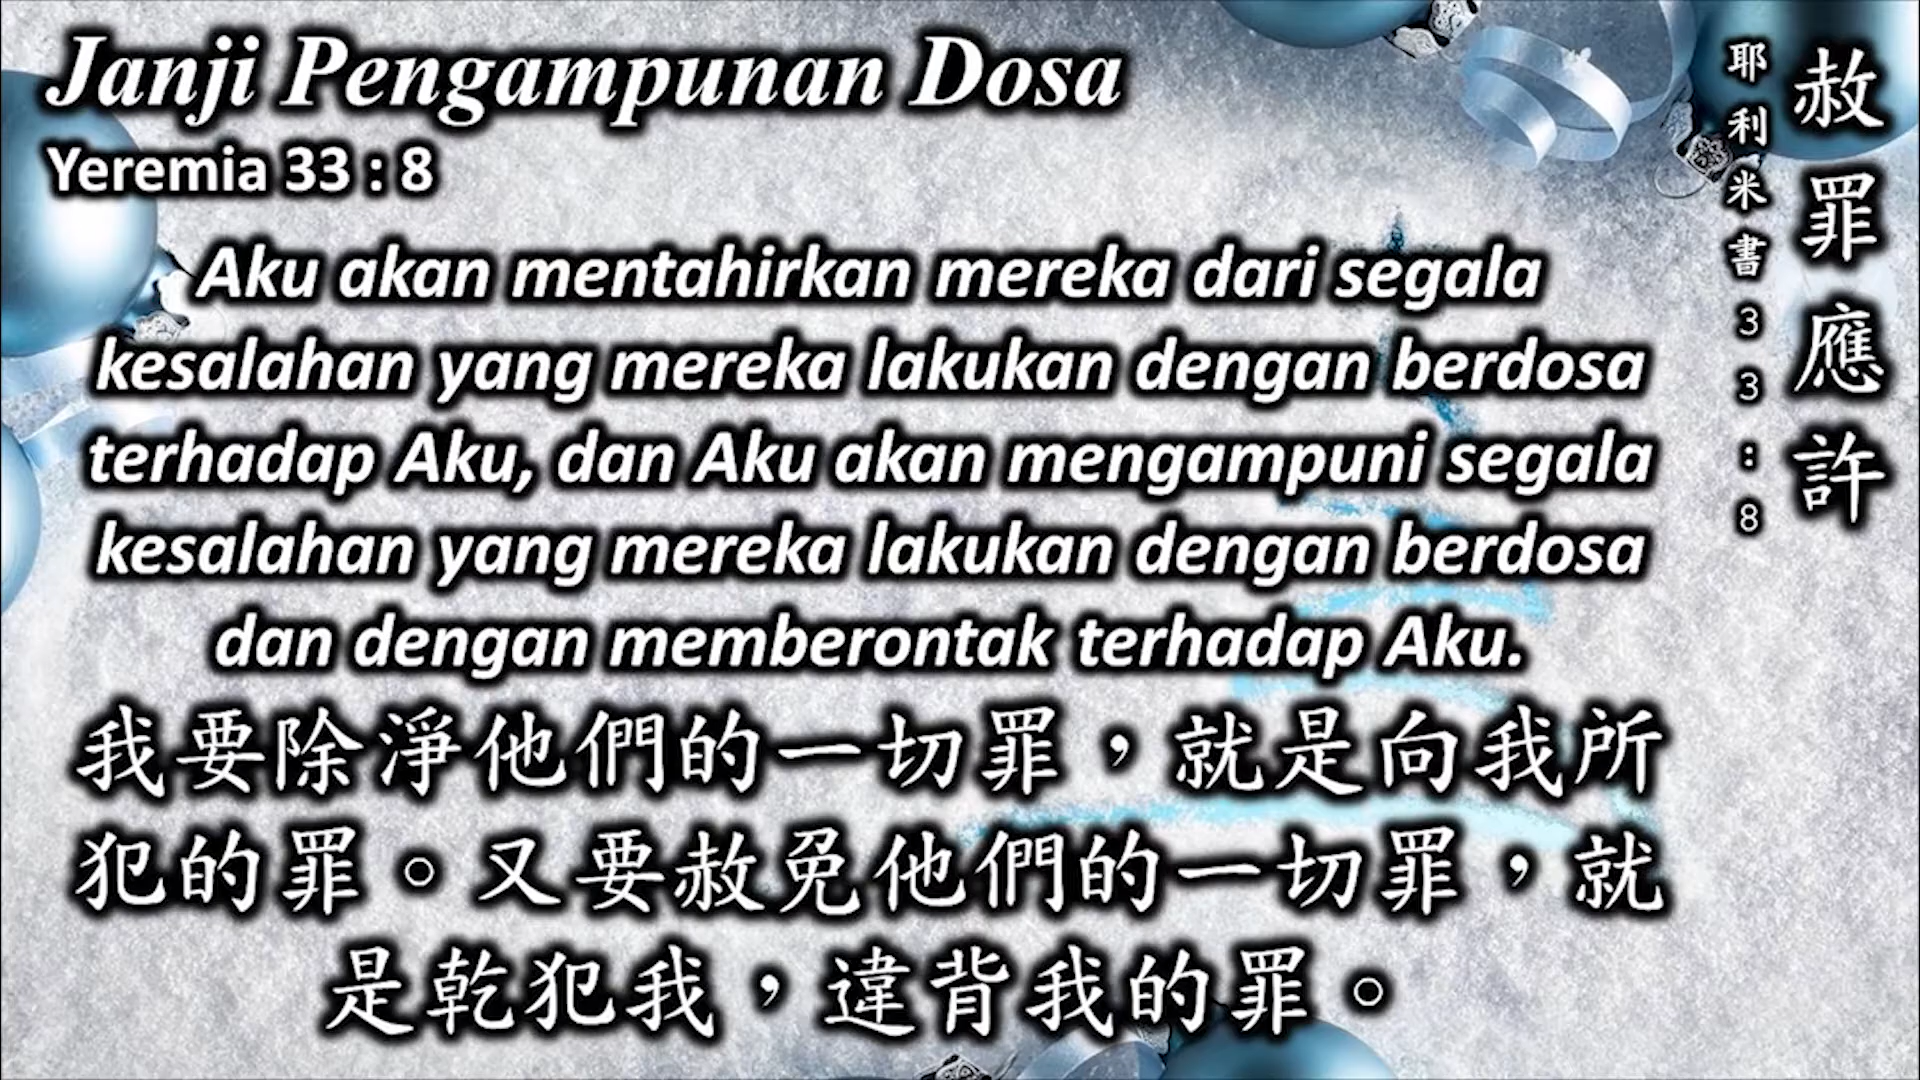 Janji Pengampunan Dosa
Yeremia 33 : 8
Aku akan mentahirkan mereka dari segala
kesalahan yang mereka lakukan dengan berdosa
terhadap Aku, dan Aku akan mengampuni segala
kesalahan yang mereka lakukan dengan berdosa
dan dengan memberontak terhadap Aku.
我要除淨他們的一切罪，就是向我所
犯的罪。又要赦免他們的一切罪，就
是乾犯我，違背我的罪。
赦罪應許
耶利米書33:8